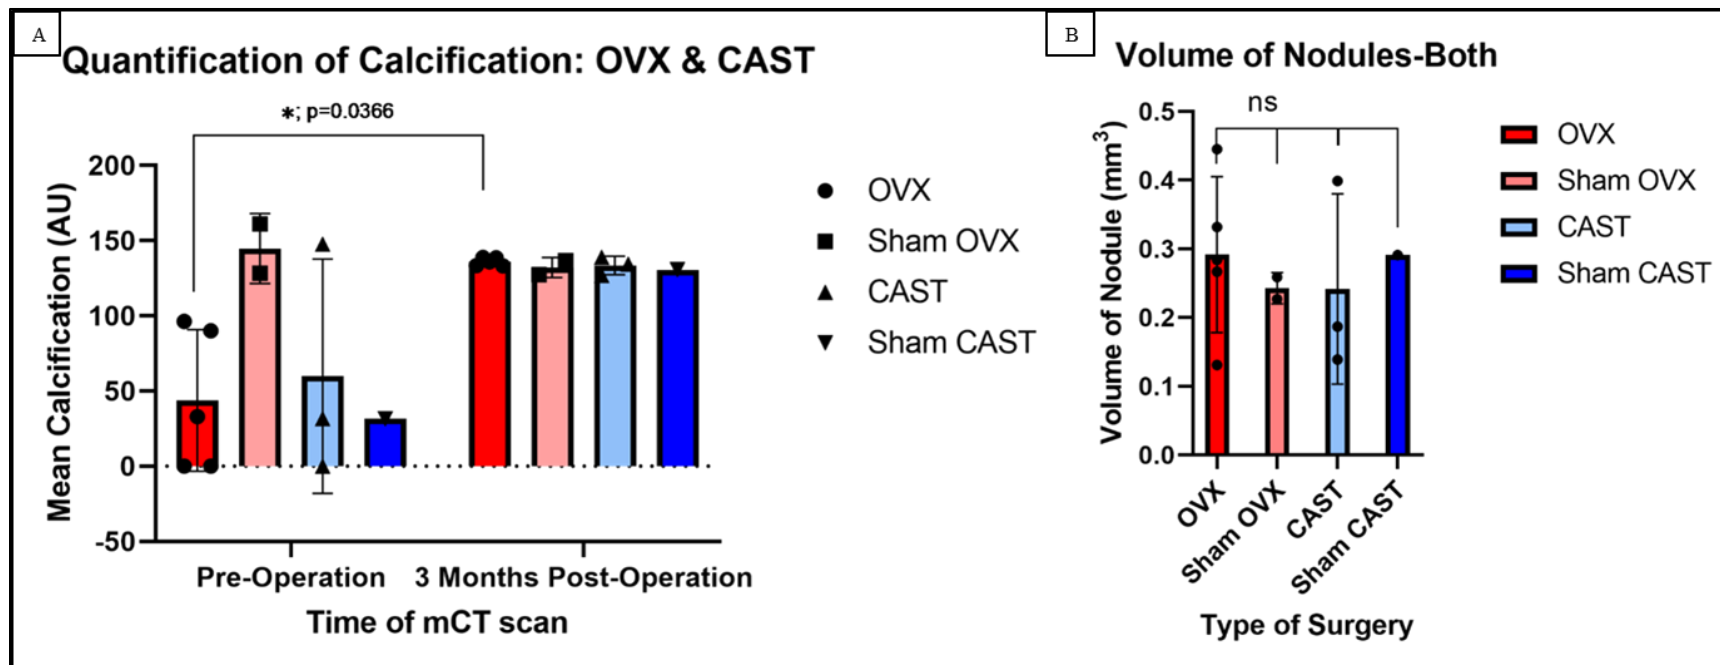 A
Quantification of Calcification: OVX & CAST
*; p=0.0366
Mean Calcification (AU)
200
150
100
50
0
-50
Pre-Operation
3 Months Post-Operation
Time of mCT scan
OVX
Sham OVX
CAST
Sham CAST
B
Volume of Nodules-Both
ns
Volume of Nodule (mm³)
0.5
0.4
0.3
0.2
0.1
0.0
OVX
Sham OVX
CAST
Sham CAST
Type of Surgery
OVX
Sham OVX
CAST
Sham CAST